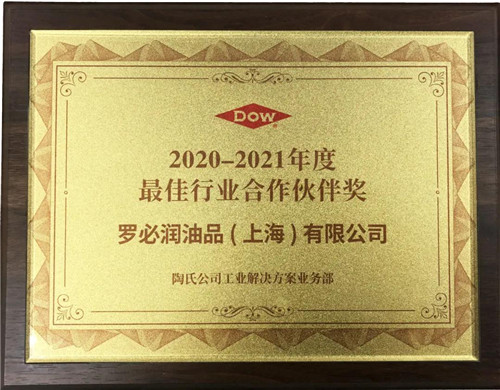 DOW
2020-2021年度
最佳行业合作伙伴奖
罗必润油品(上海)有限公司
陶氏公司工业解决方案业务部